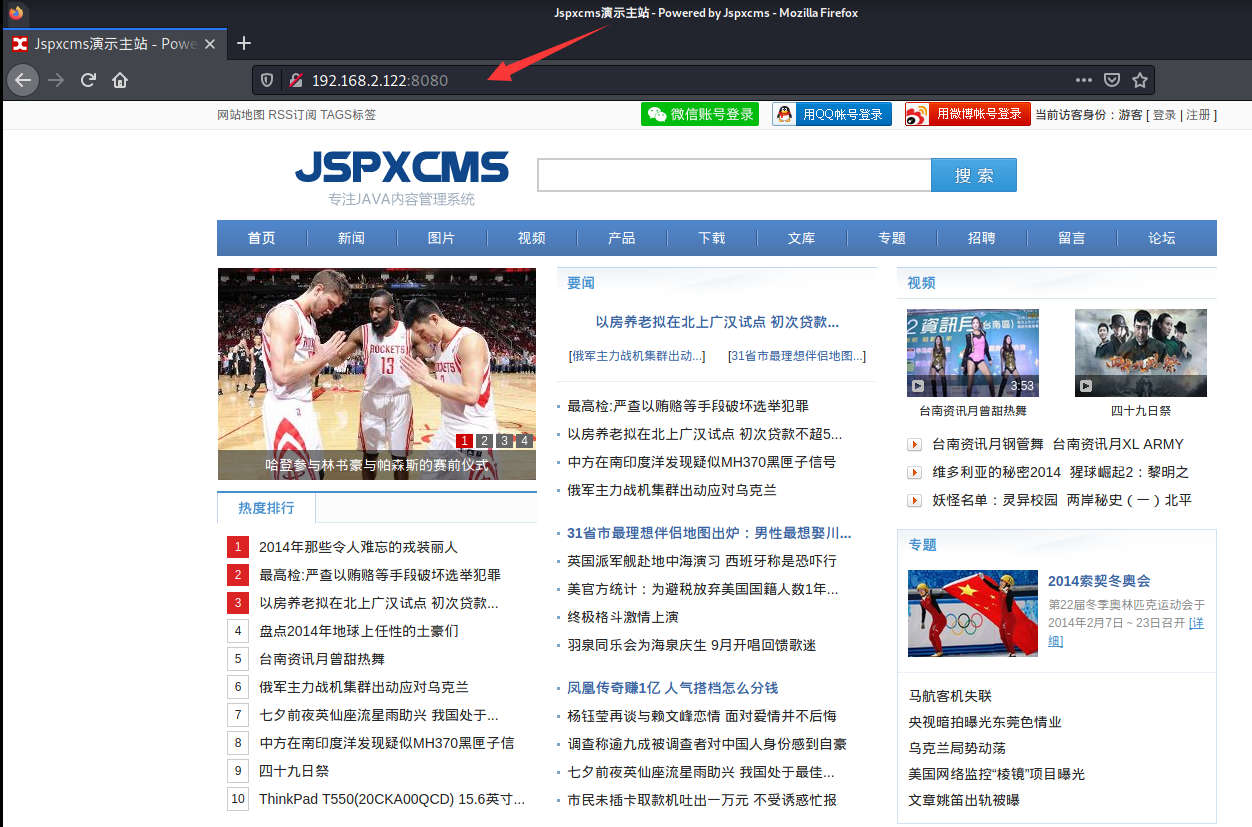 Jspxcms演示主站 - Powered by Jspxcms - Mozilla Firefox
Jspxcms演示主站 - Powe
192.168.2.122:8080
网站地图 RSS订阅 TAGS标签
微信账号登录
用QQ帐号登录
用微博帐号登录
当前访客身份：游客 [ 登录 | 注册 ]
JSPXCMS
专注JAVA内容管理系统
搜 索
首页 新闻 图片 视频 产品 下载 文库 专题 招聘 留言 论坛
1 2 3 4
哈登参与林书豪与帕森斯的赛前仪式
热度排行
1 2014年那些令人难忘的戎装丽人
2 最高检:严查以贿赂等手段破坏选举犯罪
3 以房养老拟在北上广汉试点 初次贷款...
4 盘点2014年地球上任性的土豪们
5 台南资讯月曾甜热舞
6 俄军主力战机集群出动应对乌克兰
7 七夕前夜英仙座流星雨助兴 我国处于...
8 中方在南印度洋发现疑似MH370黑匣子信
9 四十九日祭
10 ThinkPad T550(20CKA00QCD) 15.6英寸...
要闻
以房养老拟在北上广汉试点 初次贷款...
[俄军主力战机集群出动...] [31省市最理想伴侣地图...]
最高检:严查以贿赂等手段破坏选举犯罪
以房养老拟在北上广汉试点 初次贷款不超5...
中方在南印度洋发现疑似MH370黑匣子信号
俄军主力战机集群出动应对乌克兰
31省市最理想伴侣地图出炉：男性最想娶川...
英国派军舰赴地中海演习 西班牙称是恐吓行
美官方统计：为避税放弃美国国籍人数1年...
终极格斗激情上演
羽泉同乐会为海泉庆生 9月开唱回馈歌迷
凤凰传奇赚1亿 人气搭档怎么分钱
杨钰莹再谈与赖文峰恋情 面对爱情并不后悔
调查称逾九成被调查者对中国人身份感到自豪
七夕前夜英仙座流星雨助兴 我国处于最佳...
市民未插卡取款机吐出一万元 不受诱惑忙报
视频
資訊月 台南區
3:53
台南资讯月曾甜热舞
四十九日祭
台南资讯月钢管舞 台南资讯月XL ARMY
维多利亚的秘密2014 猩球崛起2：黎明之
妖怪名单：灵异校园 两岸秘史（一）北平
专题
2014索契冬奥会
第22届冬季奥林匹克运动会于
2014年2月7日 ~ 23日召开 [详
细]
马航客机失联
央视暗拍曝光东莞色情业
乌克兰局势动荡
美国网络监控“棱镜”项目曝光
文章姚笛出轨被曝
ROCKETS
13
ROCKETS